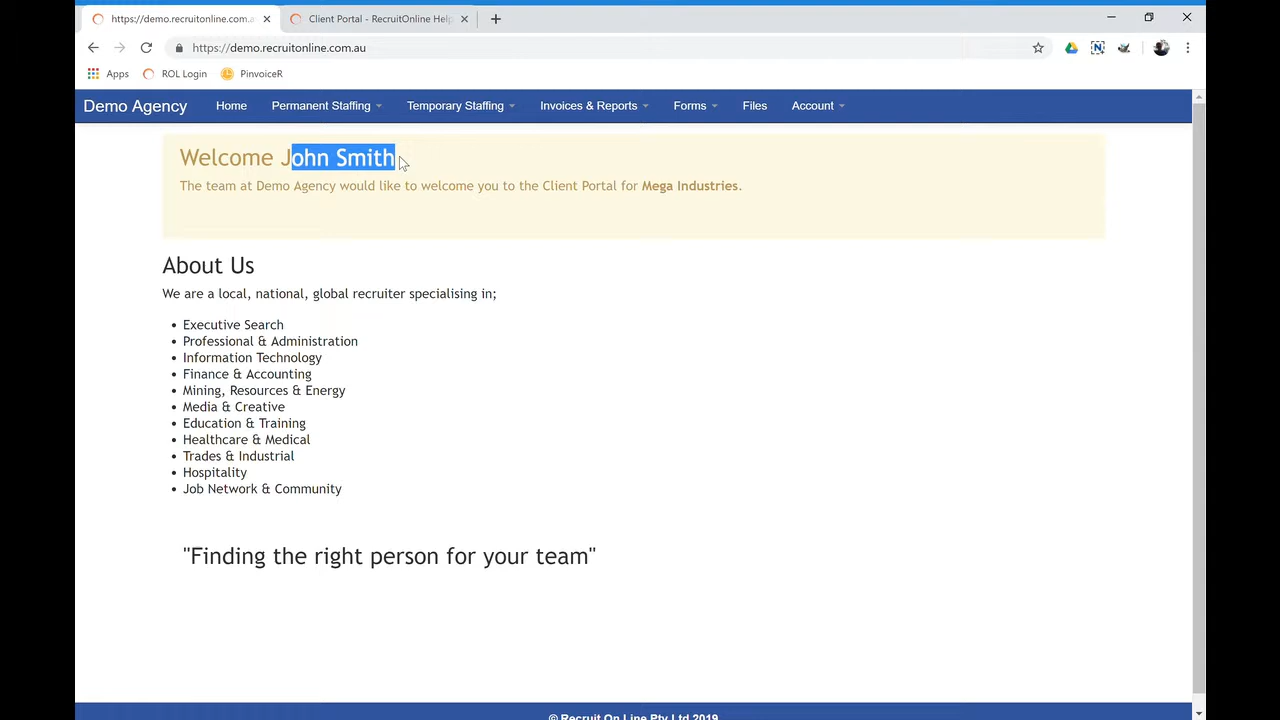 https://demo.recruitonline.com.a
Client Portal - RecruitOnline Help
https://demo.recruitonline.com.au
Apps
ROL Login
PinvoiceR
Demo Agency
Home
Permanent Staffing
Temporary Staffing
Invoices & Reports
Forms
Files
Account
Welcome John Smith
The team at Demo Agency would like to welcome you to the Client Portal for Mega Industries.
About Us
We are a local, national, global recruiter specialising in;
• Executive Search
• Professional & Administration
• Information Technology
• Finance & Accounting
• Mining, Resources & Energy
• Media & Creative
• Education & Training
• Healthcare & Medical
• Trades & Industrial
• Hospitality
• Job Network & Community
"Finding the right person for your team"
© Recruit On Line Pty Ltd 2019